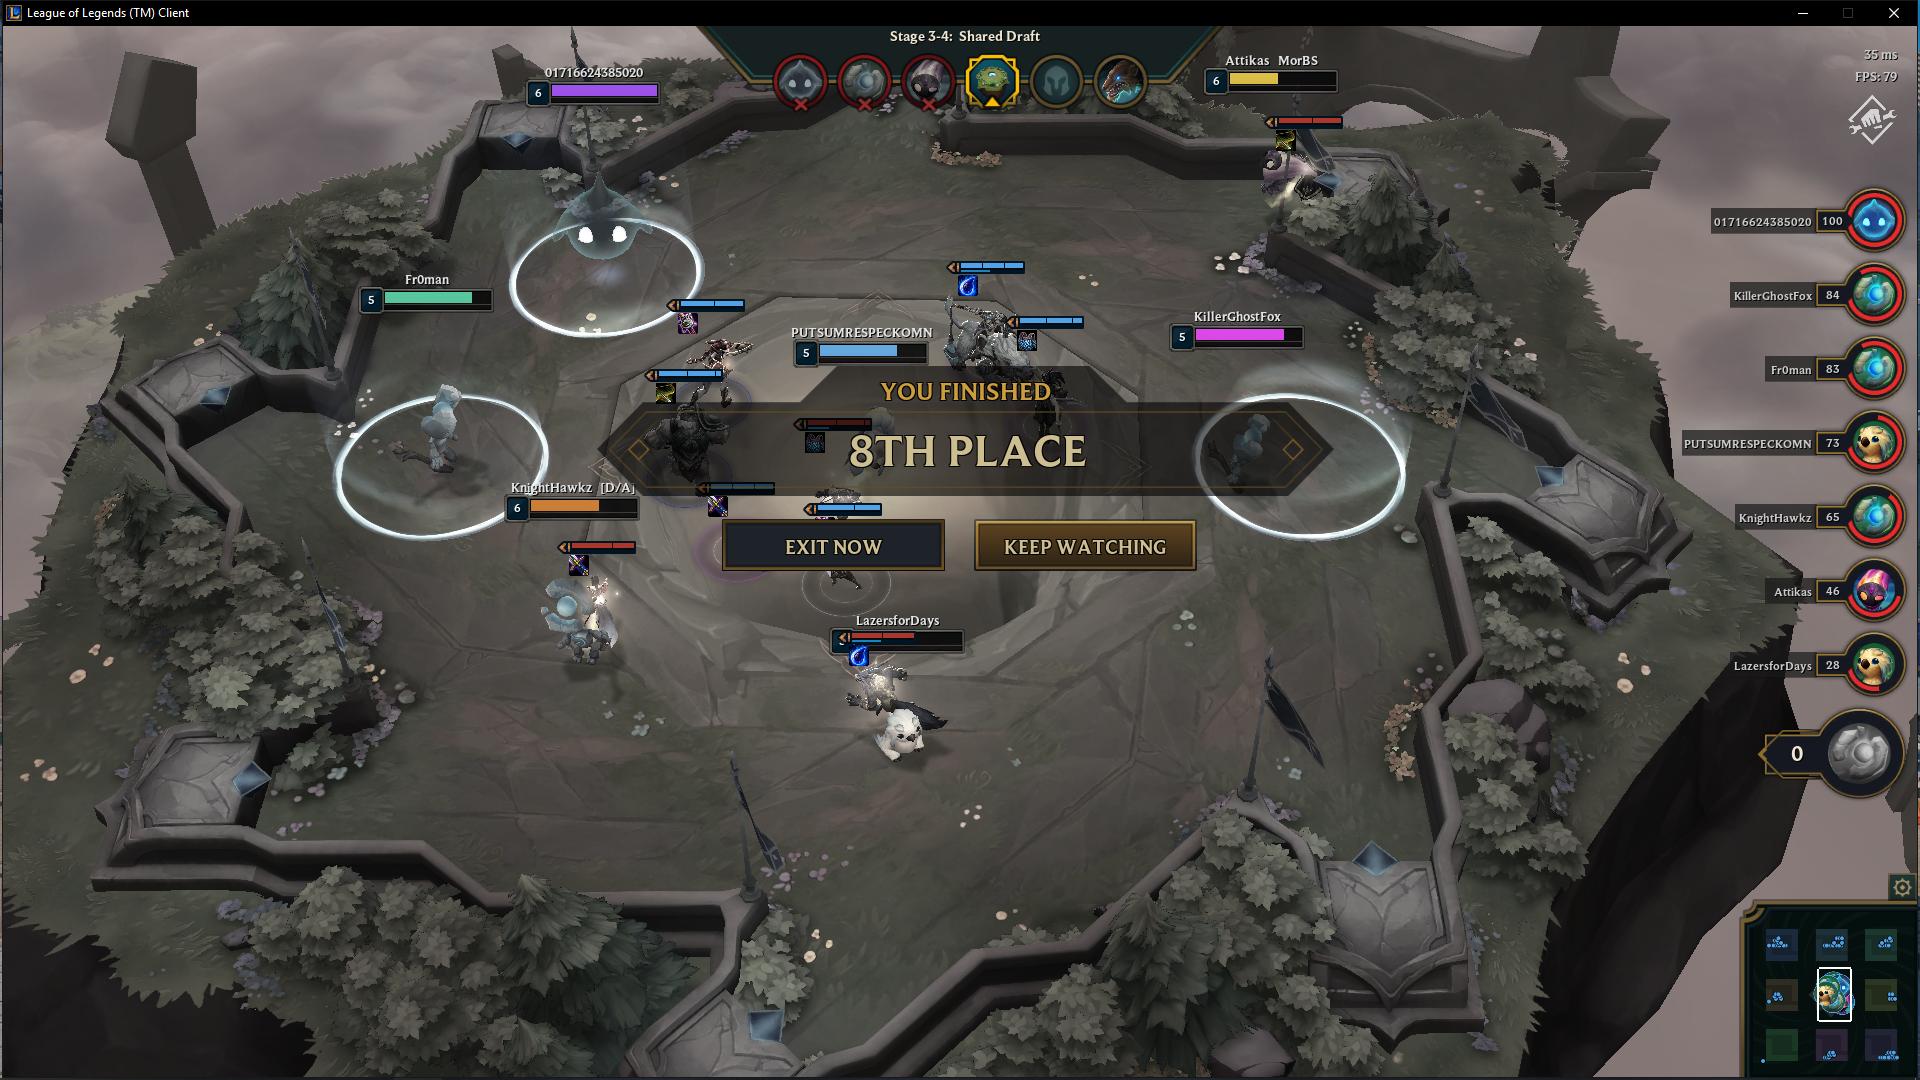 League of Legends (TM) Client
Stage 3-4: Shared Draft
35 ms
FPS: 79
01716624385020
6
Attikas MorBS
6
Fr0man
5
PUTSUMRESPECKOMN
5
KillerGhostFox
5
YOU FINISHED
8TH PLACE
KnightHawkz [D/A]
6
EXIT NOW
KEEP WATCHING
LazersforDays
01716624385020 100
KillerGhostFox 84
Fr0man 83
PUTSUMRESPECKOMN 73
KnightHawkz 65
Attikas 46
LazersforDays 28
0